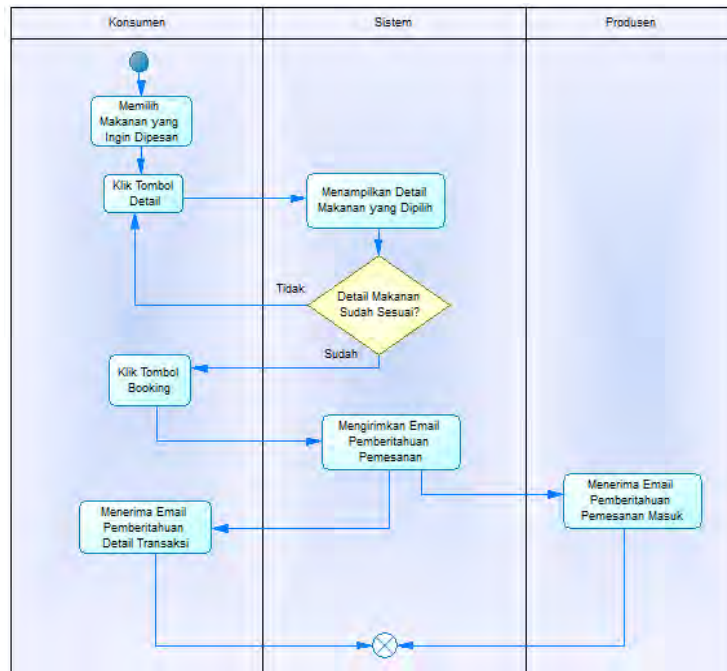 Konsumen
Sistem
Produsen
Memilih
Makanan yang
Ingin Dipesan
Klik Tombol
Detail
Menampilkan Detail
Makanan yang Dipilih
Tidak
Detail Makanan
Sudah Sesuai?
Sudah
Klik Tombol
Booking
Mengirimkan Email
Pemberitahuan
Pemesanan
Menerima Email
Pemberitahuan
Pemesanan Masuk
Menerima Email
Pemberitahuan
Detail Transaksi